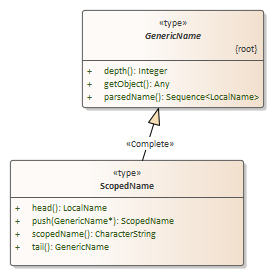 «type»
GenericName
{root}
+ depth(): Integer
+ getObject(): Any
+ parsedName(): Sequence<LocalName>
«Complete»
«type»
ScopedName
+ head(): LocalName
+ push(GenericName*): ScopedName
+ scopedName(): CharacterString
+ tail(): GenericName